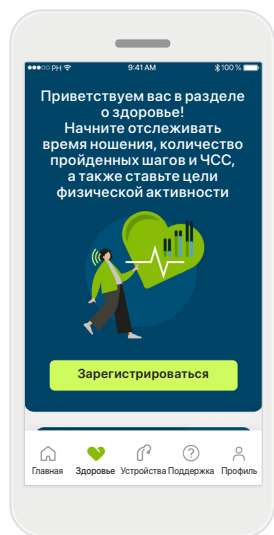 ●●●○○ PH 9:41 AM 100 %
Приветствуем вас в разделе
о здоровье!
Начните отслеживать
время ношения, количество
пройденных шагов и ЧСС,
а также ставьте цели
физической активности
Зарегистрироваться
Главная Здоровье Устройства Поддержка Профиль